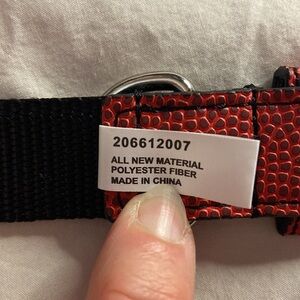 206612007
ALL NEW MATERIAL
POLYESTER FIBER
MADE IN CHINA